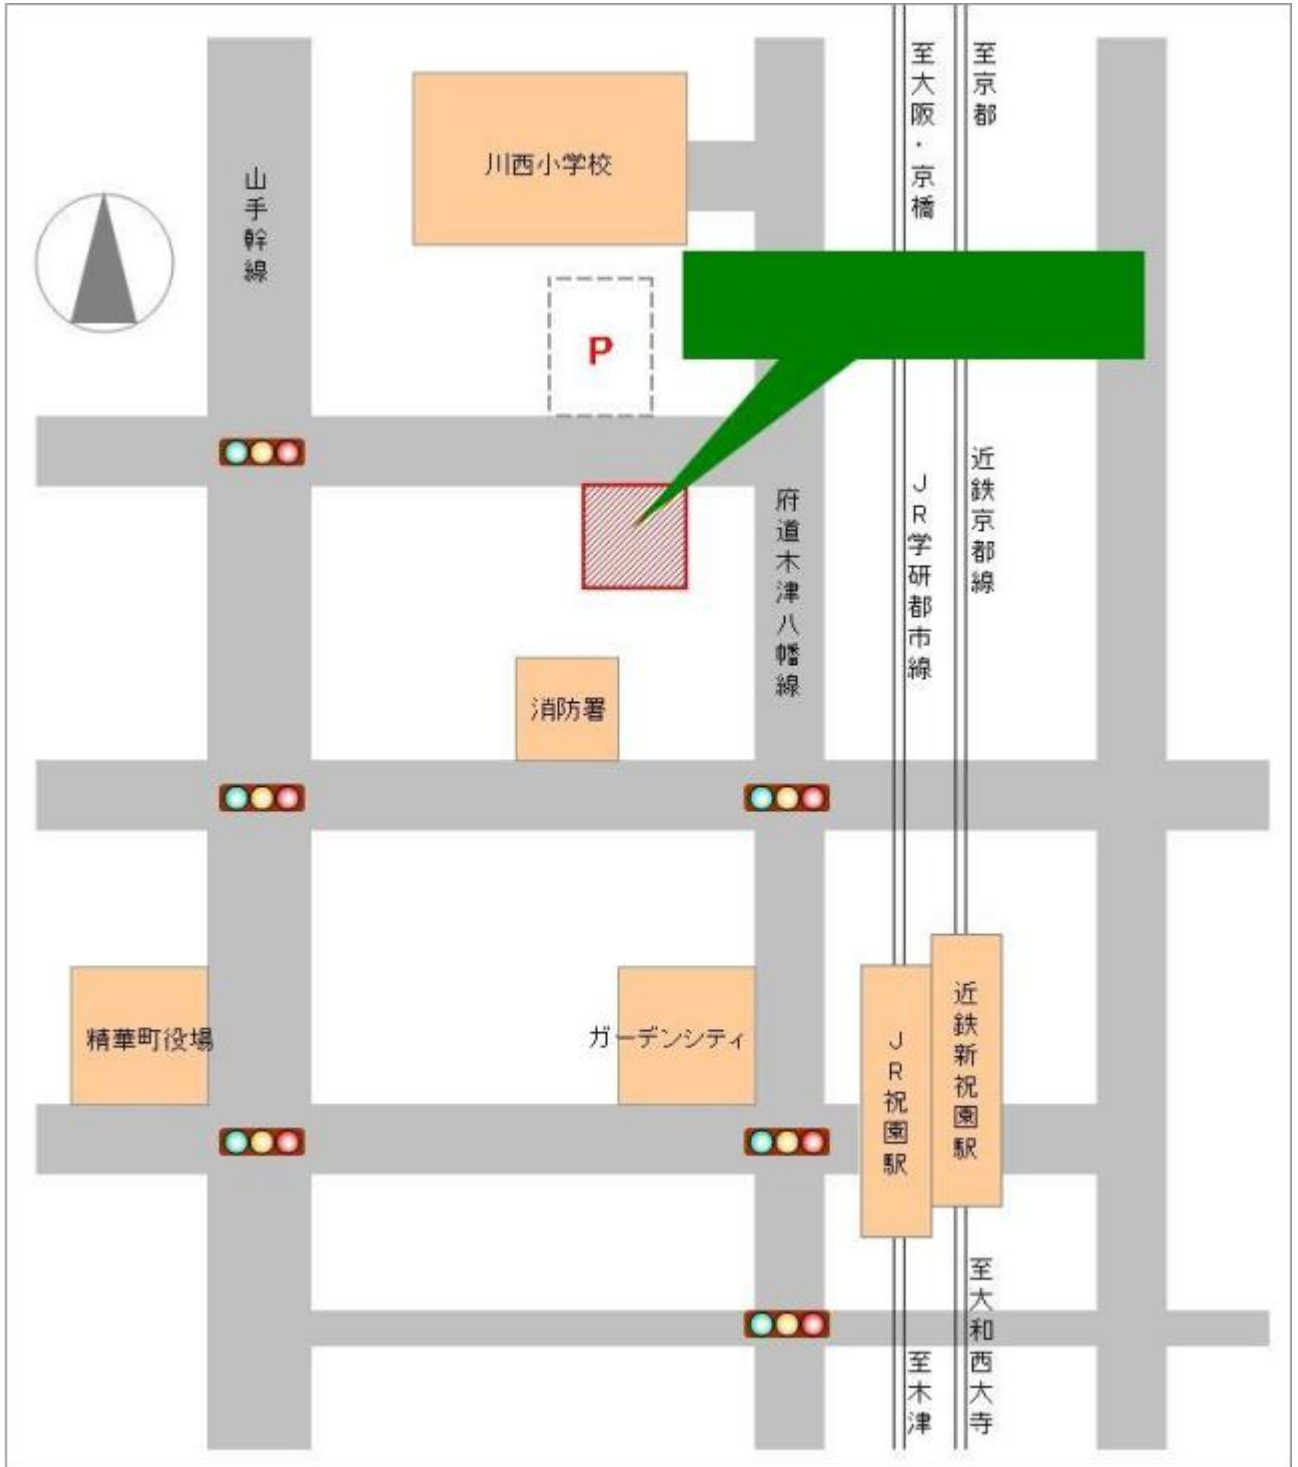 至大阪・京橋
至京都
川西小学校
山手幹線
P
近鉄京都線
JR学研都市線
府道木津八幡線
消防署
近鉄新祝園駅
精華町役場
ガーデンシティ
JR祝園駅
至大和西大寺
至木津